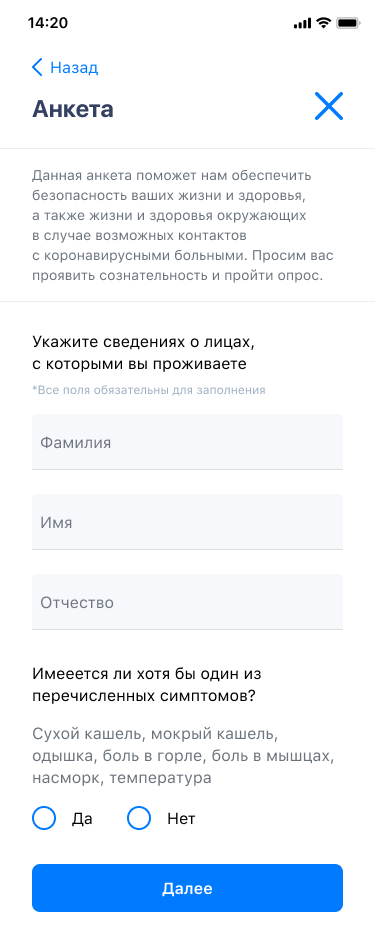 14:20
Назад
Анкета
Данная анкета поможет нам обеспечить
безопасность ваших жизни и здоровья,
а также жизни и здоровья окружающих
в случае возможных контактов
с коронавирусными больными. Просим вас
проявить сознательность и пройти опрос.
Укажите сведениях о лицах,
с которыми вы проживаете
*Все поля обязательны для заполнения
Фамилия
Имя
Отчество
Имееется ли хотя бы один из
перечисленных симптомов?
Сухой кашель, мокрый кашель,
одышка, боль в горле, боль в мышцах,
насморк, температура
Да Нет
Далее